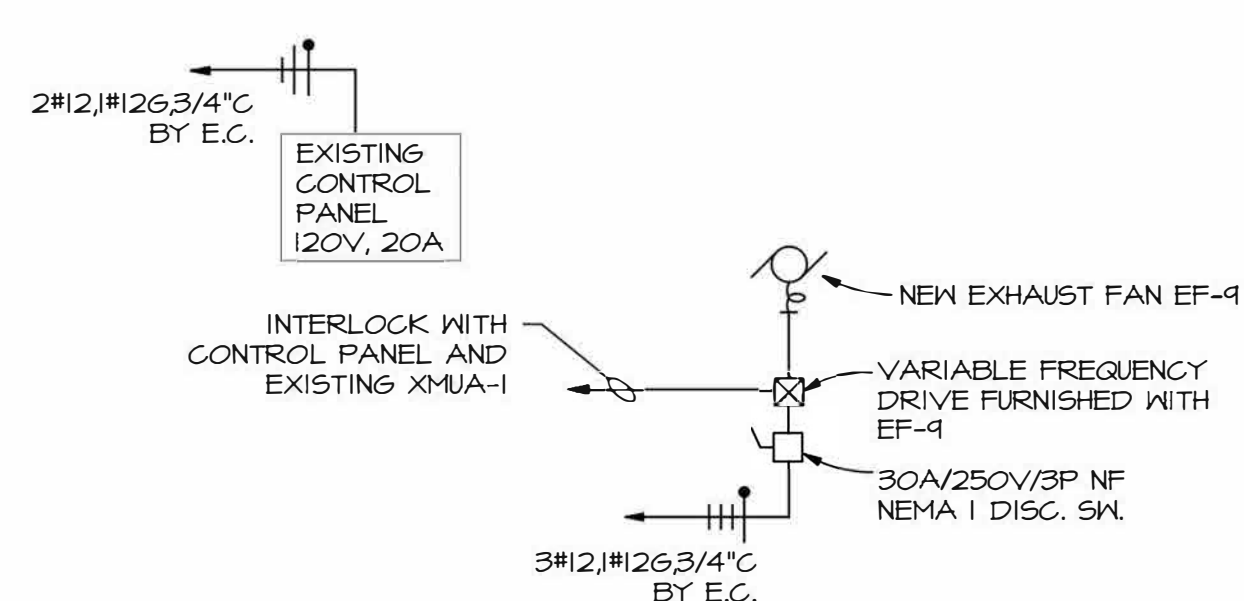 2#12,1#12G,3/4"C
BY E.C.
EXISTING
CONTROL
PANEL
120V, 20A
NEW EXHAUST FAN EF-9
INTERLOCK WITH
CONTROL PANEL AND
EXISTING XMUA-1
VARIABLE FREQUENCY
DRIVE FURNISHED WITH
EF-9
30A/250V/3P NF
NEMA 1 DISC. SW.
3#12,1#12G,3/4"C
BY E.C.